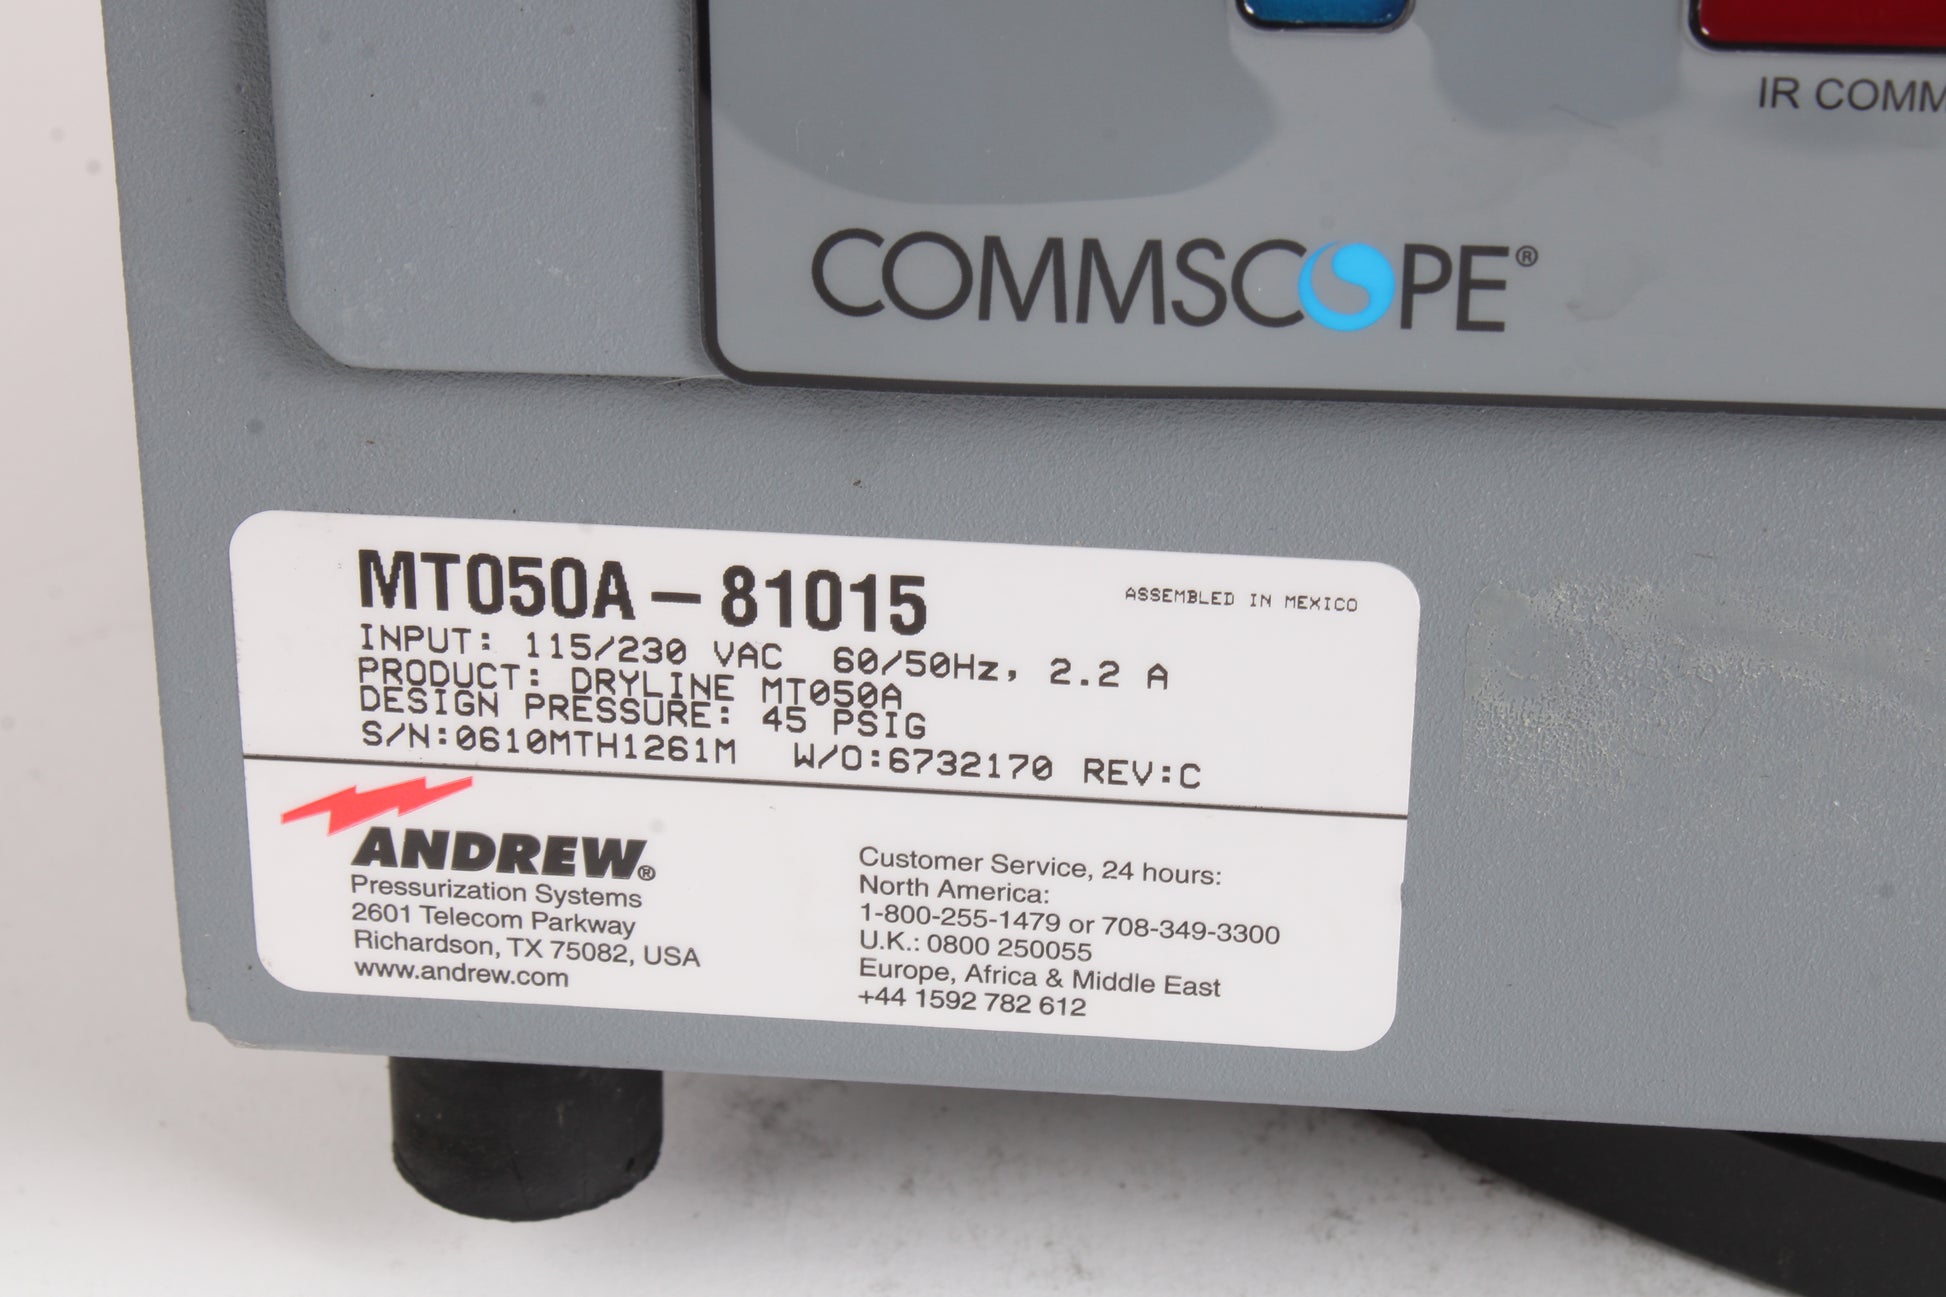 IR COMM
COMMSCOPE®
MT050A-81015
ASSEMBLED IN MEXICO
INPUT: 115/230 VAC 60/50Hz, 2.2 A
PRODUCT: DRYLINE MT050A
DESIGN PRESSURE: 45 PSIG
S/N:0610MTH1261M W/O:6732170 REV:C
ANDREW®
Pressurization Systems
2601 Telecom Parkway
Richardson, TX 75082, USA
www.andrew.com
Customer Service, 24 hours:
North America:
1-800-255-1479 or 708-349-3300
U.K.: 0800 250055
Europe, Africa & Middle East
+44 1592 782 612